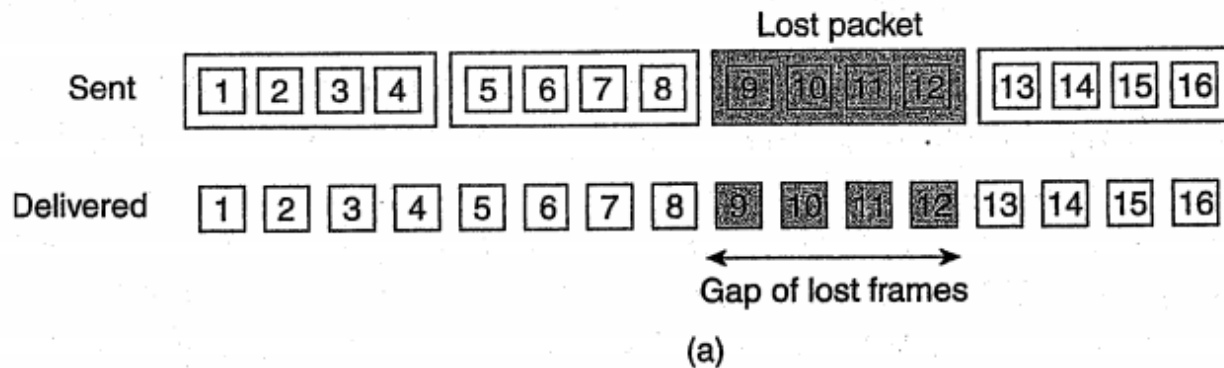 Lost packet
Sent 1 2 3 4 5 6 7 8 9 10 11 12 13 14 15 16
Delivered 1 2 3 4 5 6 7 8 9 10 11 12 13 14 15 16
Gap of lost frames
(a)